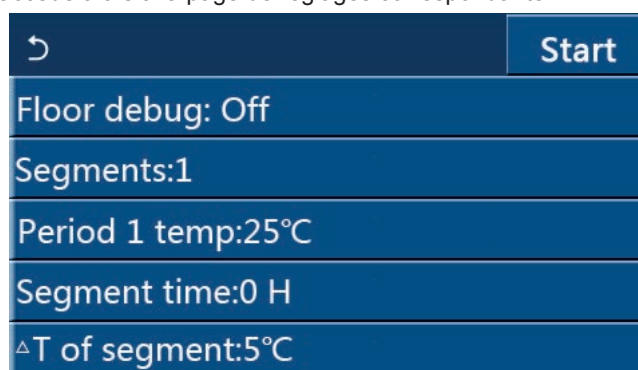 Start
Floor debug: Off
Segments:1
Period 1 temp:25℃
Segment time:0 H
△T of segment:5℃